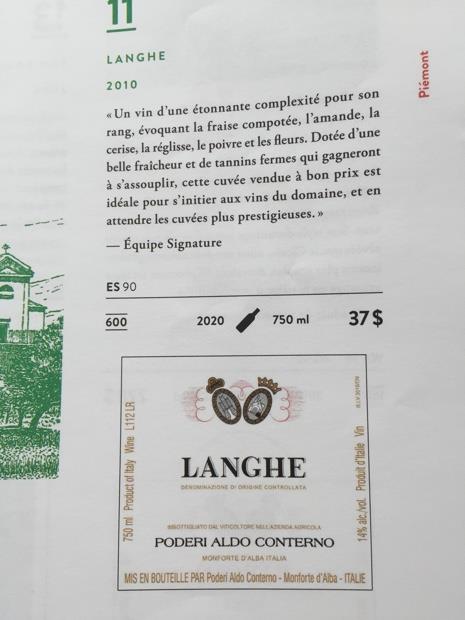 11
LANGHE
2010
Piémont
« Un vin d'une étonnante complexité pour son
rang, évoquant la fraise compotée, l'amande, la
cerise, la réglisse, le poivre et les fleurs. Dotée d'une
belle fraîcheur et de tannins fermes qui gagneront
à s'assouplir, cette cuvée vendue à bon prix est
idéale pour s'initier aux vins du domaine, et en
attendre les cuvées plus prestigieuses. »
— Équipe Signature
ES 90
600 2020 750 ml 37 $
750 ml Product of Italy Wine L112 LR
LANGHE
DENOMINAZIONE DI ORIGINE CONTROLLATA
IMBOTTIGLIATO DAL VITICOLTORE NELL'AZIENDA AGRICOLA
PODERI ALDO CONTERNO
MONFORTE D'ALBA ITALIA
MIS EN BOUTEILLE PAR Poderi Aldo Conterno - Monforte d'Alba - ITALIE
14% alc./vol. Produit d'Italie Vin